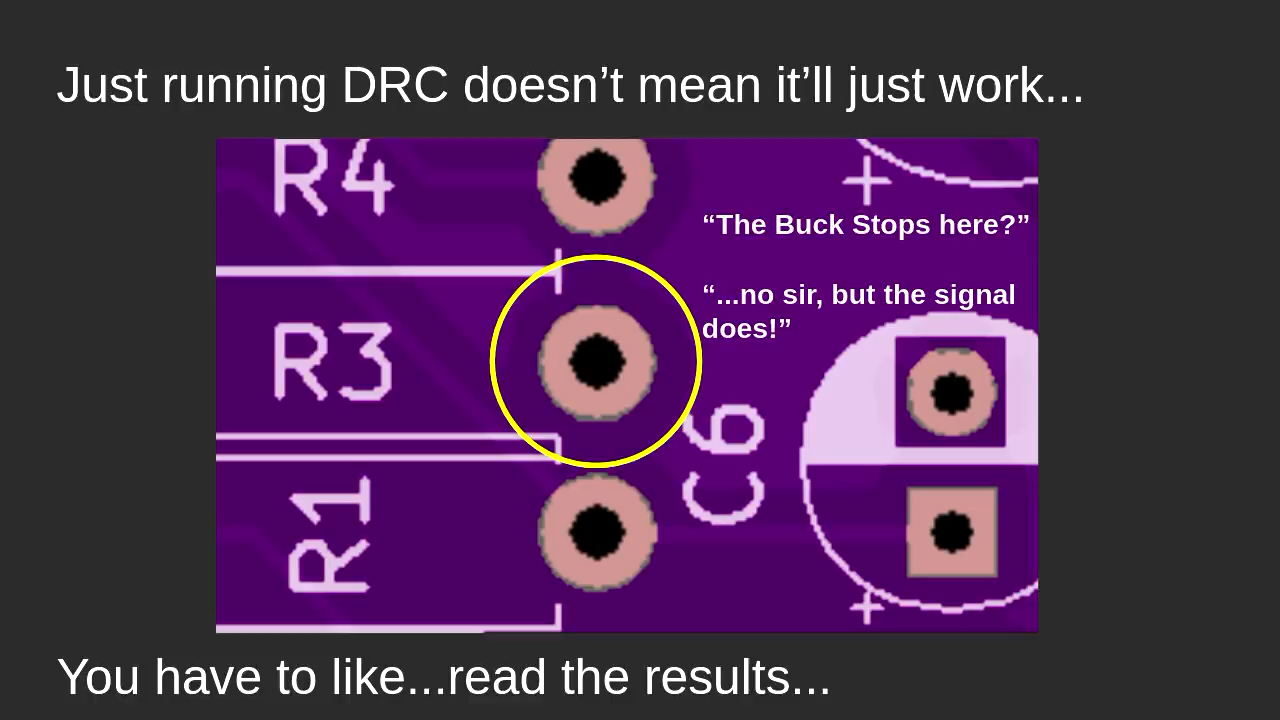 Just running DRC doesn’t mean it’ll just work...
R4
+
“The Buck Stops here?”
“...no sir, but the signal
does!”
R3
C6
R1
+
You have to like...read the results...